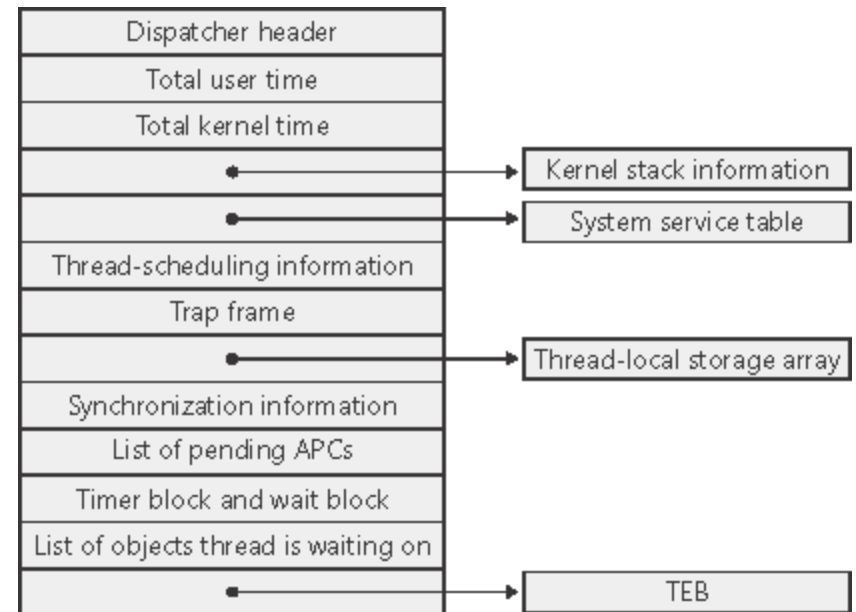 Dispatcher header
Total user time
Total kernel time
Kernel stack information
System service table
Thread-scheduling information
Trap frame
Thread-local storage array
Synchronization information
List of pending APCs
Timer block and wait block
List of objects thread is waiting on
TEB